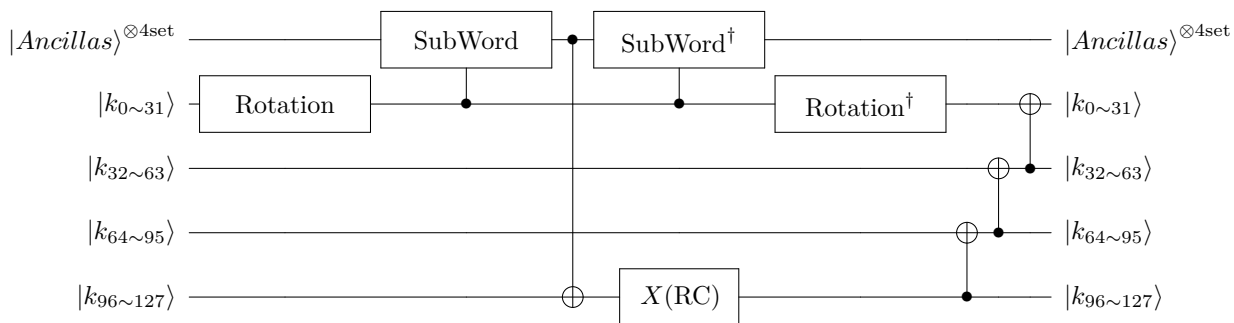 |Ancillas⟩^{⊗4set} SubWord SubWord† |Ancillas⟩^{⊗4set}
|k_{0∼31}⟩ Rotation Rotation† |k_{0∼31}⟩
|k_{32∼63}⟩ |k_{32∼63}⟩
|k_{64∼95}⟩ |k_{64∼95}⟩
|k_{96∼127}⟩ X(RC) |k_{96∼127}⟩